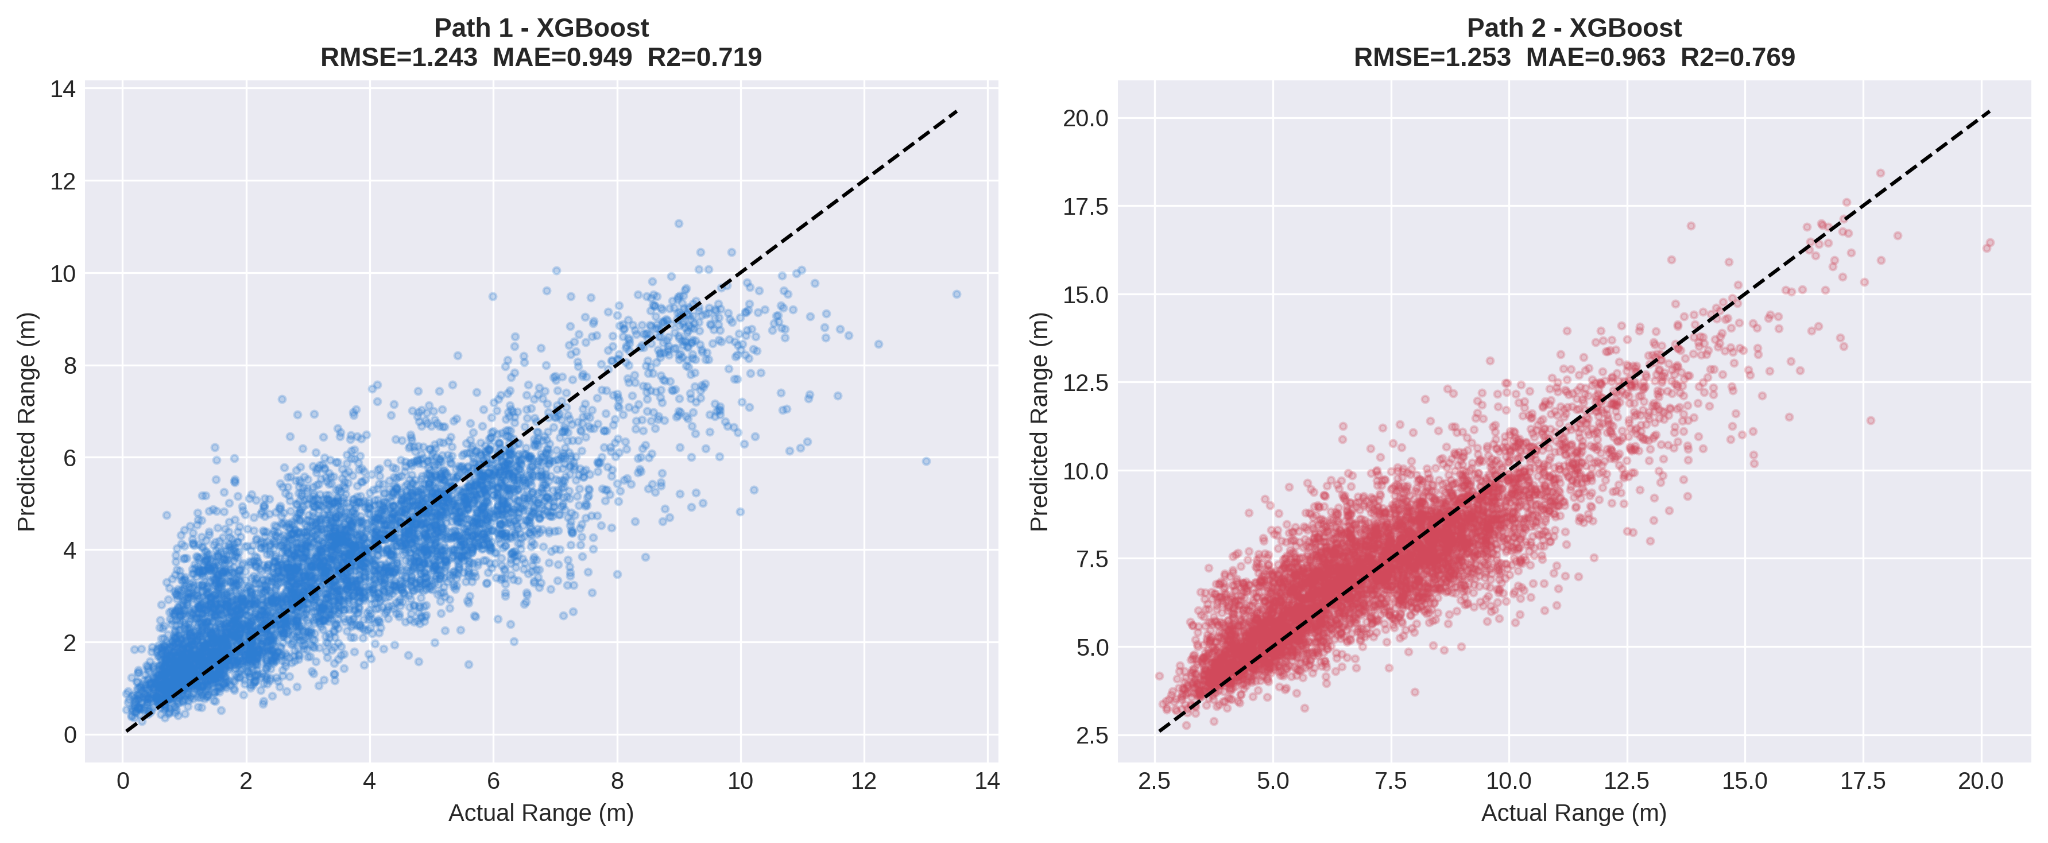 Path 1 - XGBoost
RMSE=1.243  MAE=0.949  R2=0.719
14
12
10
8
6
4
2
0
Predicted Range (m)
0 2 4 6 8 10 12 14
Actual Range (m)
Path 2 - XGBoost
RMSE=1.253  MAE=0.963  R2=0.769
20.0
17.5
15.0
12.5
10.0
7.5
5.0
2.5
Predicted Range (m)
2.5 5.0 7.5 10.0 12.5 15.0 17.5 20.0
Actual Range (m)